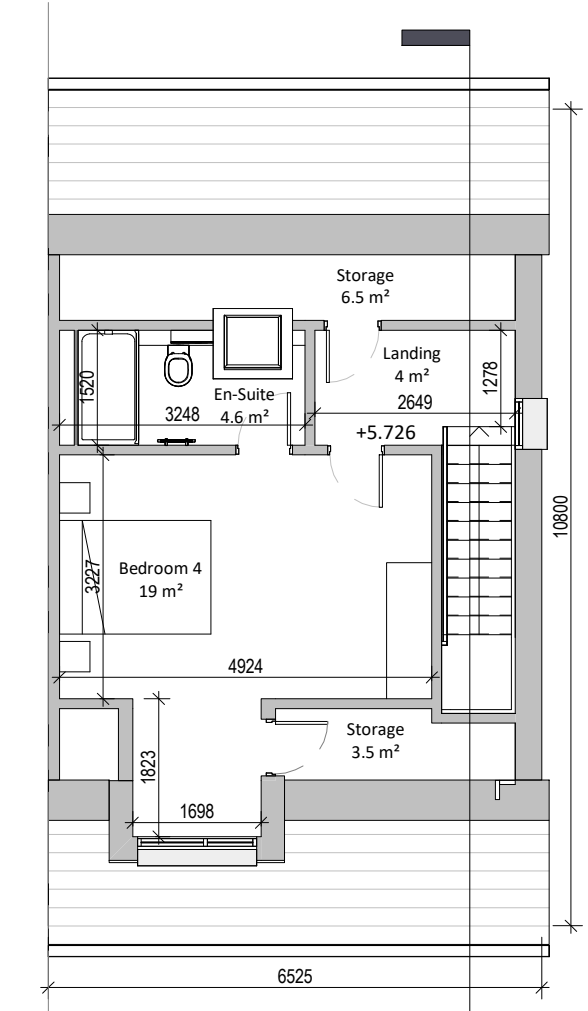 Storage
6.5 m²
Landing
4 m²
1278
1520
En-Suite
4.6 m²
3248
2649
+5.726
10800
Bedroom 4
19 m²
3227
4924
Storage
3.5 m²
1823
1698
6525